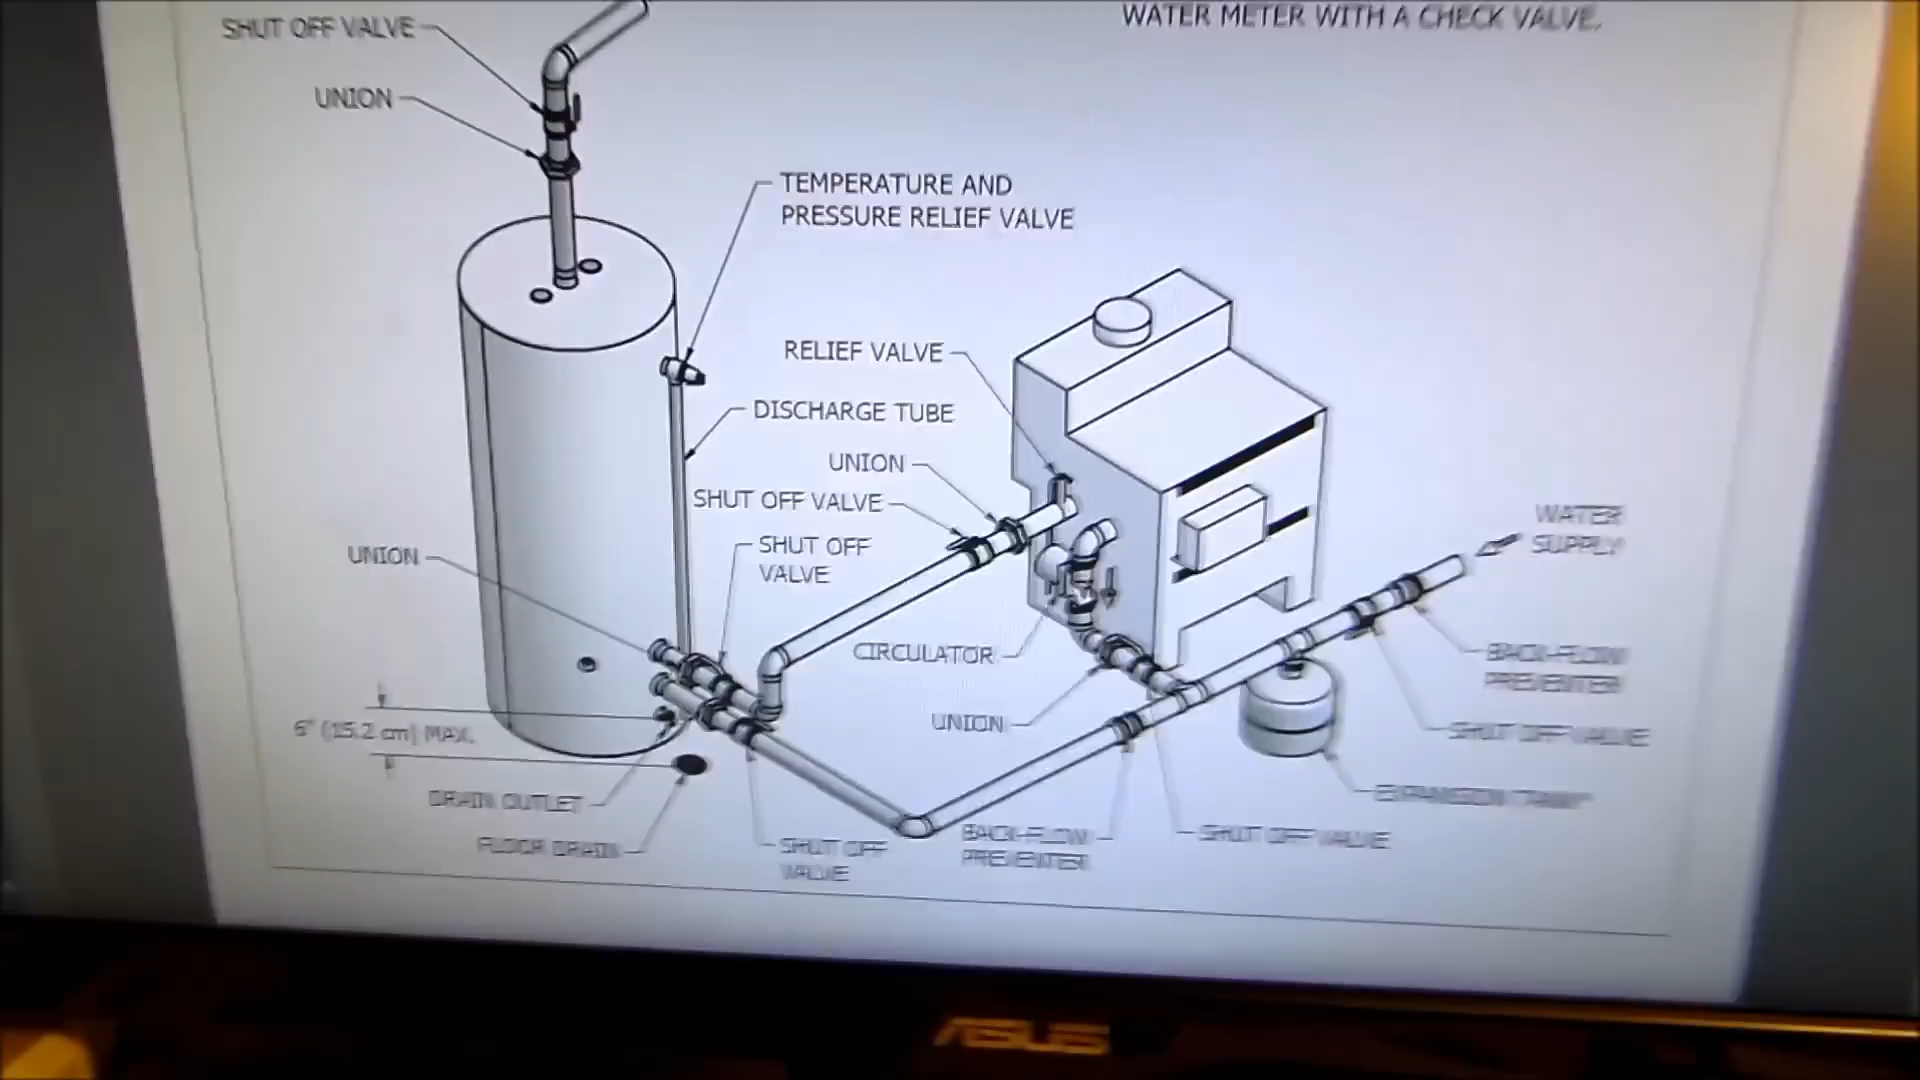 SHUT OFF VALVE
WATER METER WITH A CHECK VALVE.
UNION
TEMPERATURE AND
PRESSURE RELIEF VALVE
RELIEF VALVE
DISCHARGE TUBE
UNION
SHUT OFF VALVE
SHUT OFF
VALVE
UNION
WATER
SUPPLY
CIRCULATOR
BACK-FLOW
PREVENTER
UNION
6" (15.2 cm) MAX.
SHUT OFF VALVE
DRAIN OUTLET
EXPANSION TANK
FLOOR DRAIN
SHUT OFF
VALVE
BACK-FLOW
PREVENTER
SHUT OFF VALVE
ASUS